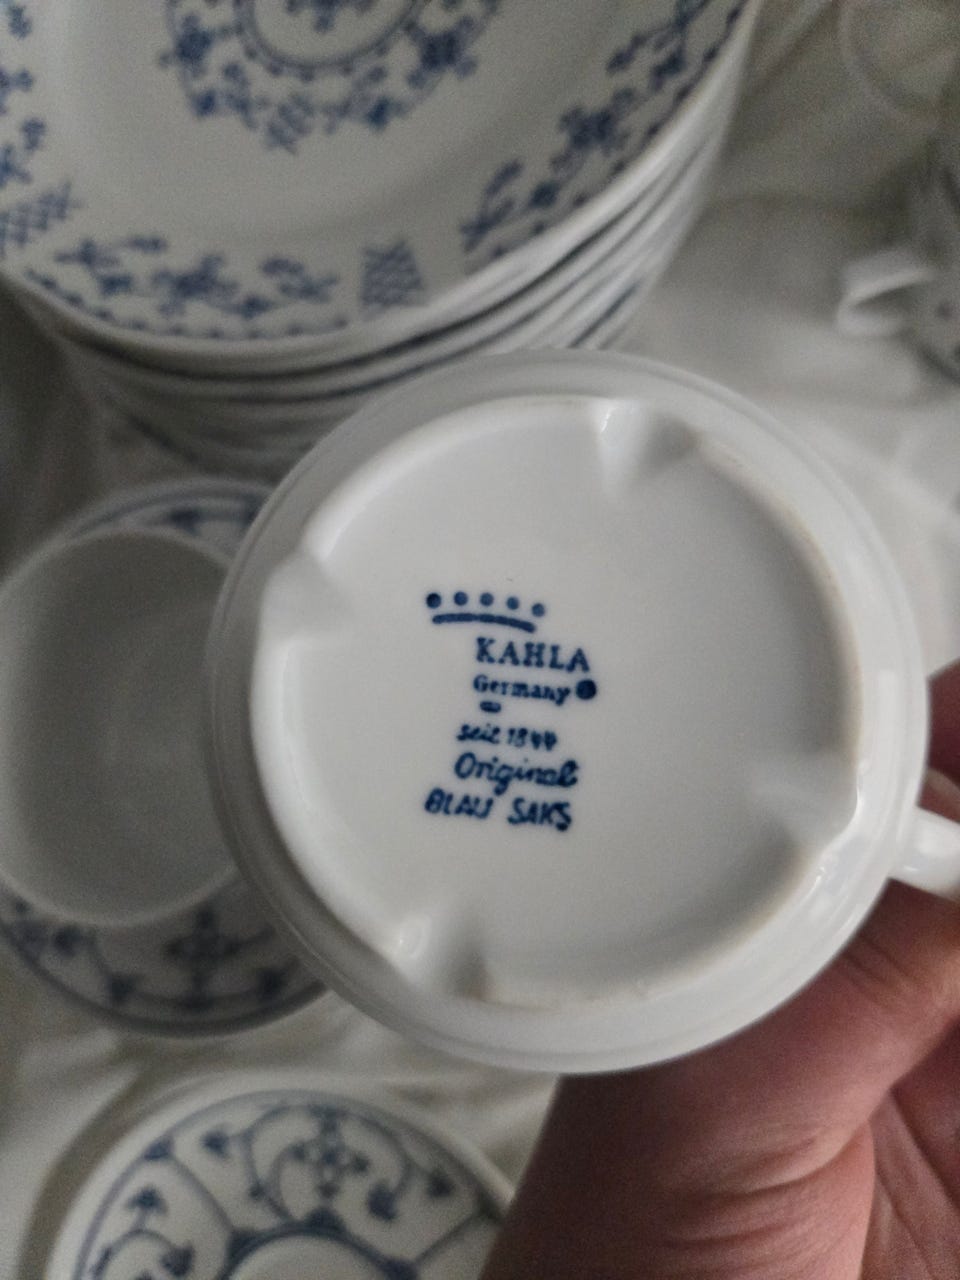 KAHLA
Germany
seit 1844
Original
BLAU SAKS